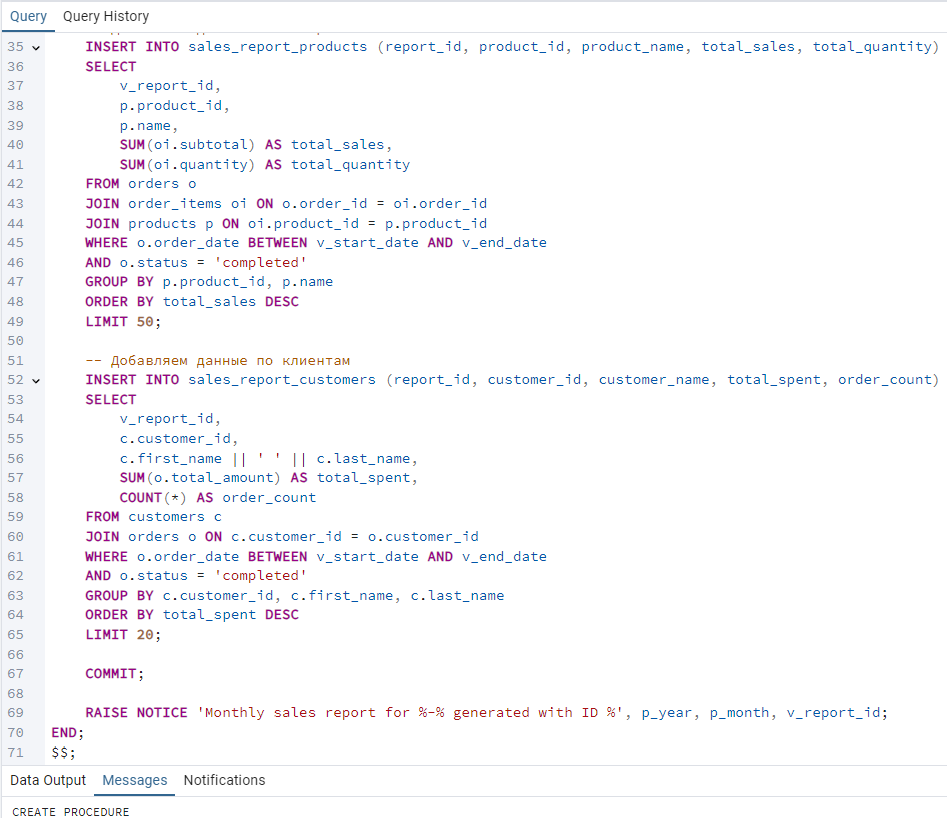 Query Query History
35 INSERT INTO sales_report_products (report_id, product_id, product_name, total_sales, total_quantity)
36 SELECT
37 v_report_id,
38 p.product_id,
39 p.name,
40 SUM(oi.subtotal) AS total_sales,
41 SUM(oi.quantity) AS total_quantity
42 FROM orders o
43 JOIN order_items oi ON o.order_id = oi.order_id
44 JOIN products p ON oi.product_id = p.product_id
45 WHERE o.order_date BETWEEN v_start_date AND v_end_date
46 AND o.status = 'completed'
47 GROUP BY p.product_id, p.name
48 ORDER BY total_sales DESC
49 LIMIT 50;
50
51 -- Добавляем данные по клиентам
52 INSERT INTO sales_report_customers (report_id, customer_id, customer_name, total_spent, order_count)
53 SELECT
54 v_report_id,
55 c.customer_id,
56 c.first_name || ' ' || c.last_name,
57 SUM(o.total_amount) AS total_spent,
58 COUNT(*) AS order_count
59 FROM customers c
60 JOIN orders o ON c.customer_id = o.customer_id
61 WHERE o.order_date BETWEEN v_start_date AND v_end_date
62 AND o.status = 'completed'
63 GROUP BY c.customer_id, c.first_name, c.last_name
64 ORDER BY total_spent DESC
65 LIMIT 20;
66
67 COMMIT;
68
69 RAISE NOTICE 'Monthly sales report for %-% generated with ID %', p_year, p_month, v_report_id;
70 END;
71 $$;
Data Output Messages Notifications
CREATE PROCEDURE